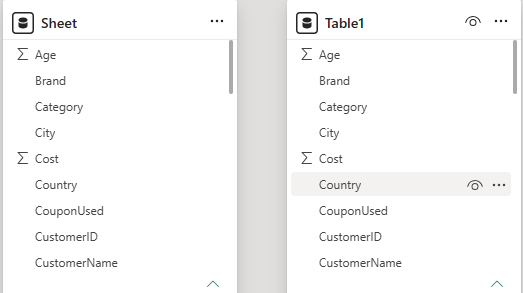 Sheet
Σ Age
Brand
Category
City
Σ Cost
Country
CouponUsed
CustomerID
CustomerName
Table1
Σ Age
Brand
Category
City
Σ Cost
Country
CouponUsed
CustomerID
CustomerName